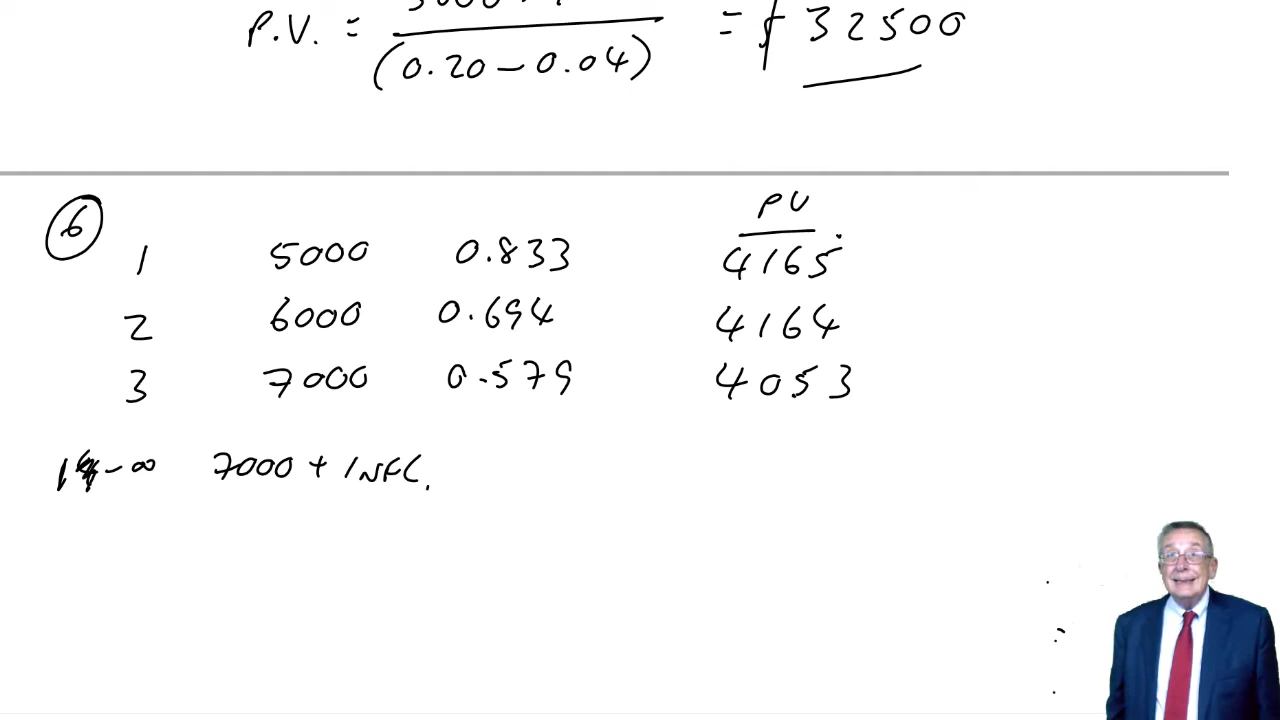 P.V. = (0.20 - 0.04) = £ 32500
6
PV
1 5000 0.833 4165
2 6000 0.694 4164
3 7000 0.579 4053
- ∞ 7000 + INFL.